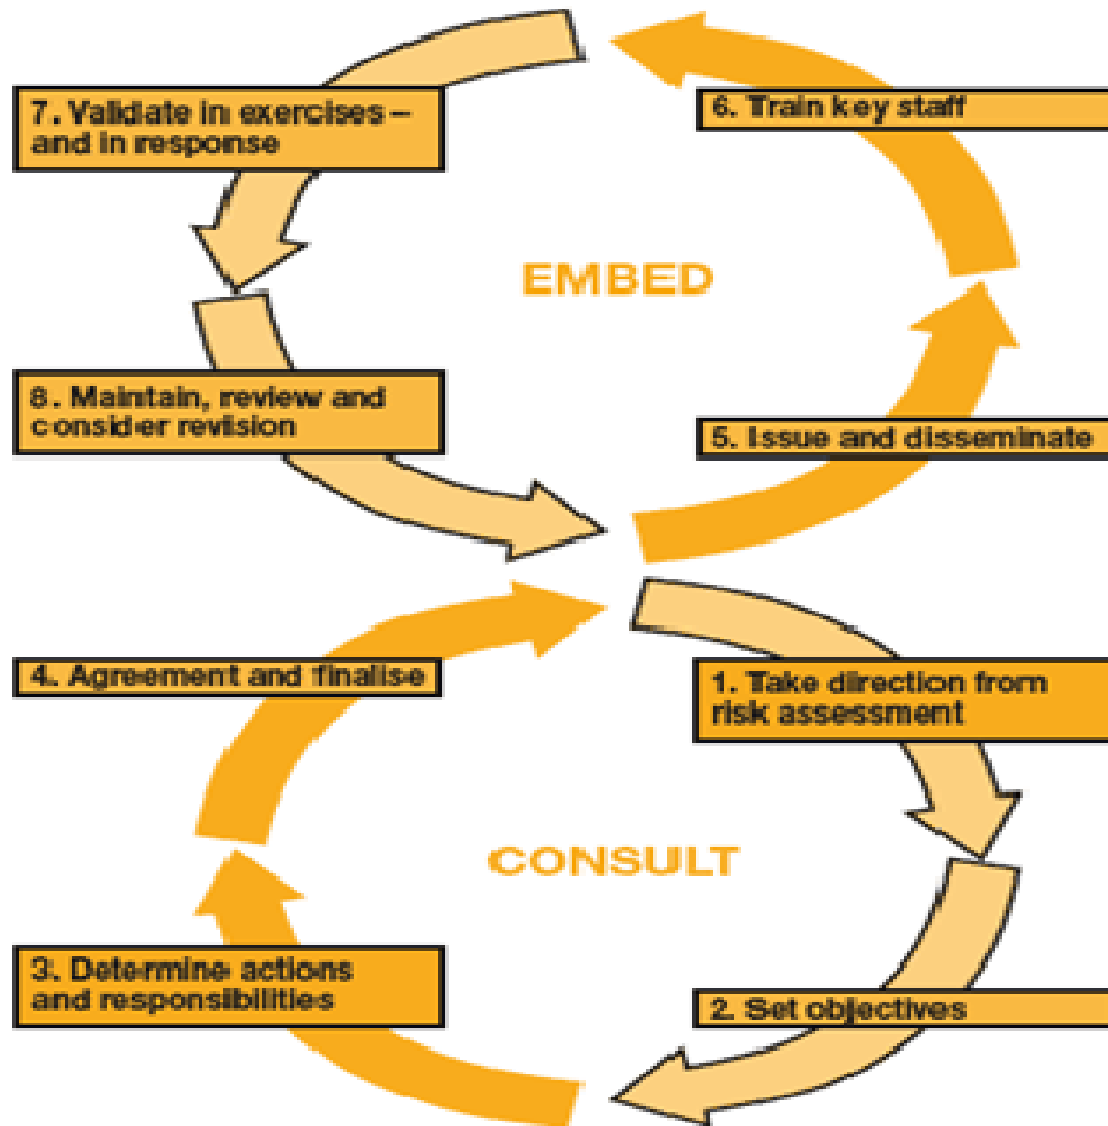 7. Validate in exercises –
and in response
6. Train key staff
EMBED
8. Maintain, review and
consider revision
5. Issue and disseminate
4. Agreement and finalise
1. Take direction from
risk assessment
CONSULT
3. Determine actions
and responsibilities
2. Set objectives